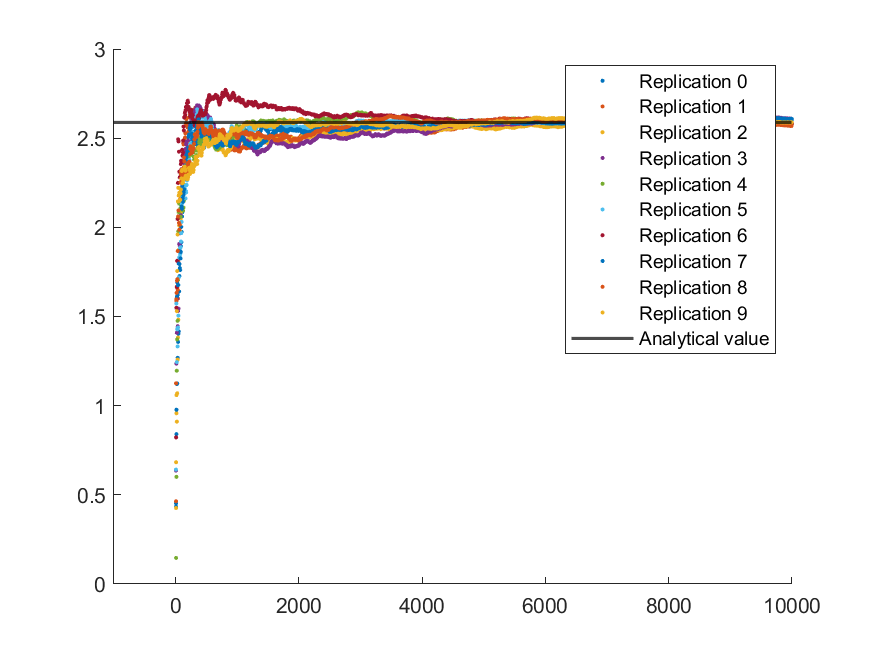 3
2.5
2
1.5
1
0.5
0
0
2000
4000
6000
8000
10000
Replication 0
Replication 1
Replication 2
Replication 3
Replication 4
Replication 5
Replication 6
Replication 7
Replication 8
Replication 9
Analytical value